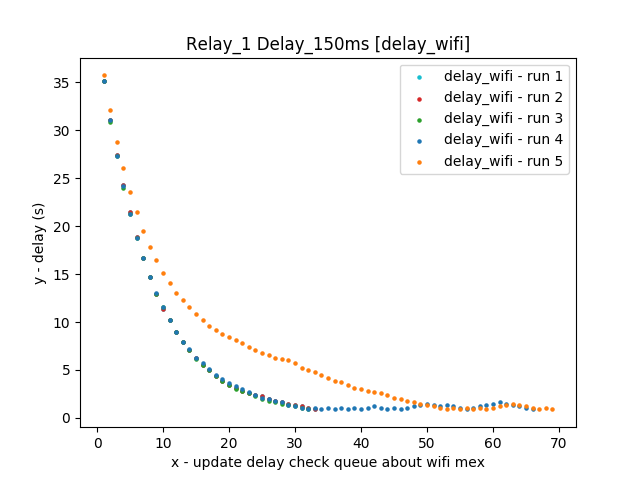 Relay_1 Delay_150ms [delay_wifi]
delay_wifi - run 1
delay_wifi - run 2
delay_wifi - run 3
delay_wifi - run 4
delay_wifi - run 5
y - delay (s)
35
30
25
20
15
10
5
0
0 10 20 30 40 50 60 70
x - update delay check queue about wifi mex